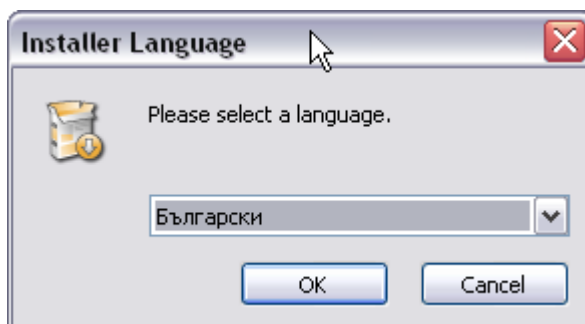 Installer Language
Please select a language.
Български
OK
Cancel